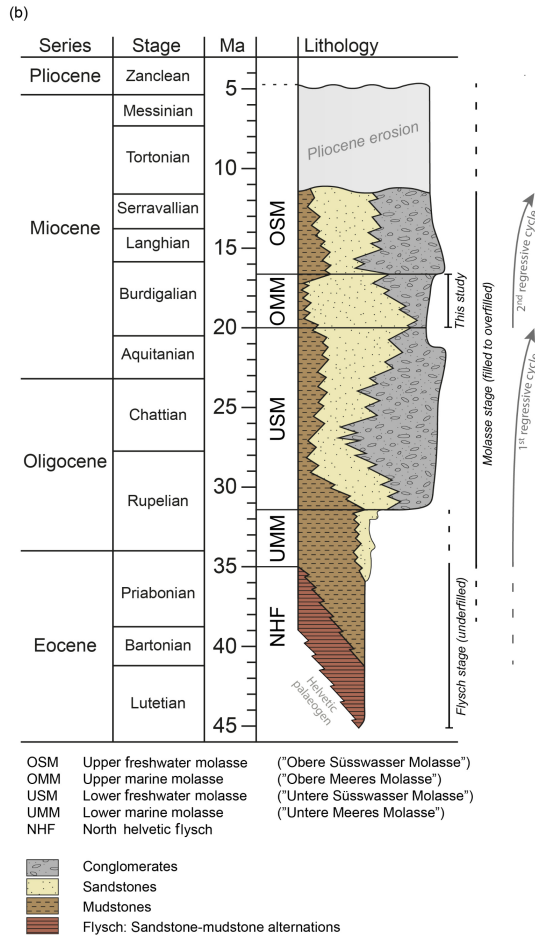 (b)
Series Stage Ma Lithology
Pliocene Zanclean 5
Messinian
Pliocene erosion
Tortonian 10
Miocene Serravallian OSM
Langhian 15
2nd regressive cycle
Burdigalian OMM This study
20
Aquitanian
Molasse stage (filled to overfilled)
Chattian 25 USM
1st regressive cycle
Oligocene
30
Rupelian
UMM
35
Priabonian
NHF
Flysch stage (underfilled)
Eocene Bartonian 40
Lutetian
Helvetic
palaeogen
45
OSM Upper freshwater molasse ("Obere Süsswasser Molasse")
OMM Upper marine molasse ("Obere Meeres Molasse")
USM Lower freshwater molasse ("Untere Süsswasser Molasse")
UMM Lower marine molasse ("Untere Meeres Molasse")
NHF North helvetic flysch
Conglomerates
Sandstones
Mudstones
Flysch: Sandstone-mudstone alternations